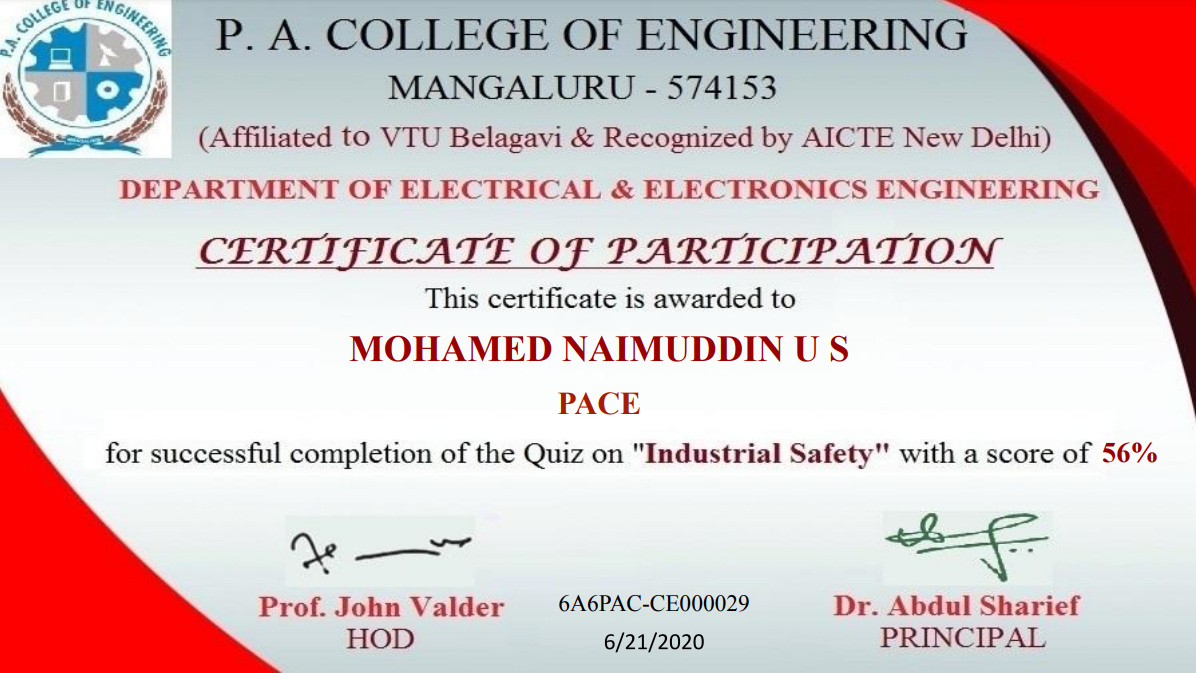 P. A. COLLEGE OF ENGINEERING
P. A. COLLEGE OF ENGINEERING
MANGALURU - 574153
(Affiliated to VTU Belagavi & Recognized by AICTE New Delhi)
DEPARTMENT OF ELECTRICAL & ELECTRONICS ENGINEERING
CERTIFICATE OF PARTICIPATION
This certificate is awarded to
MOHAMED NAIMUDDIN U S
PACE
for successful completion of the Quiz on "Industrial Safety" with a score of 56%
Prof. John Valder
HOD
6A6PAC-CE000029
6/21/2020
Dr. Abdul Sharief
PRINCIPAL